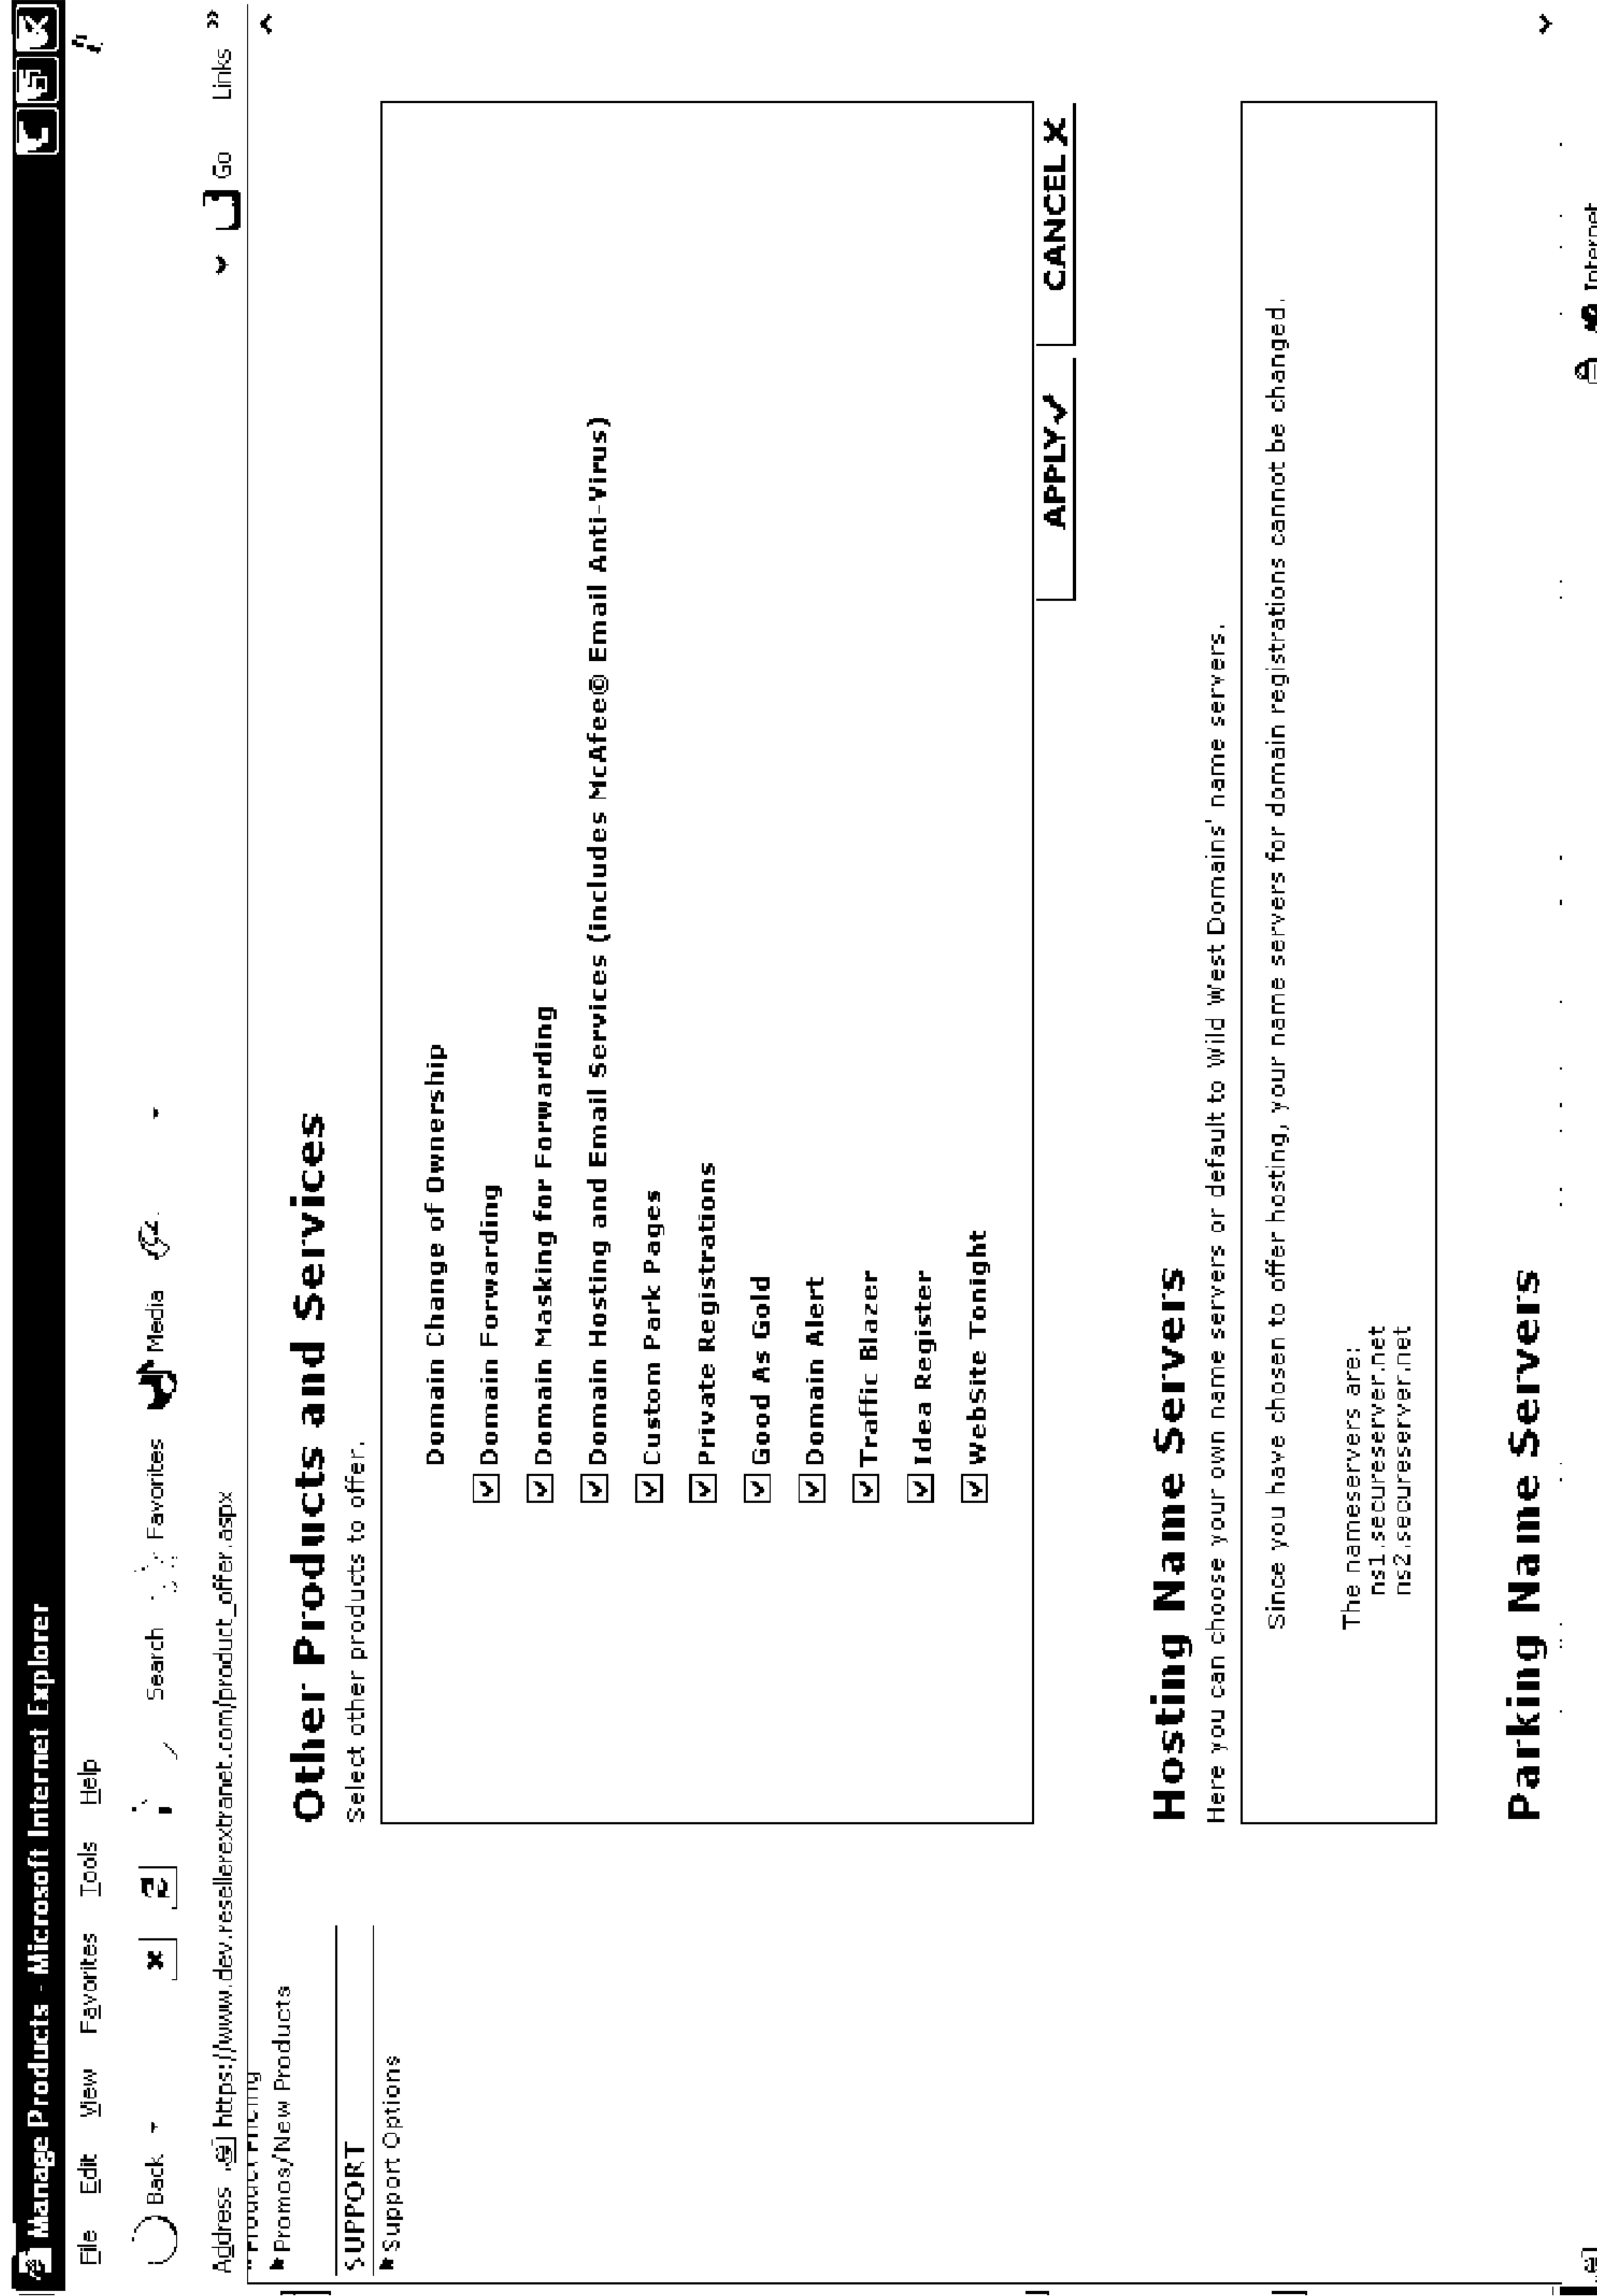 Manage Products - Microsoft Internet Explorer
File Edit View Favorites Tools Help
Back Search Favorites Media
Address https://www.dev.resellerextranet.com/product_offer.aspx Go Links »
Promos/New Products
SUPPORT
Support Options
Other Products and Services
Select other products to offer.
Domain Change of Ownership
Domain Forwarding
Domain Masking for Forwarding
Domain Hosting and Email Services (includes McAfee® Email Anti-Virus)
Custom Park Pages
Private Registrations
Good As Gold
Domain Alert
Traffic Blazer
Idea Register
WebSite Tonight
APPLY CANCEL X
Hosting Name Servers
Here you can choose your own name servers or default to Wild West Domains' name servers.
Since you have chosen to offer hosting, your name servers for domain registrations cannot be changed.
The nameservers are:
ns1.secureserver.net
ns2.secureserver.net
Parking Name Servers
Internet